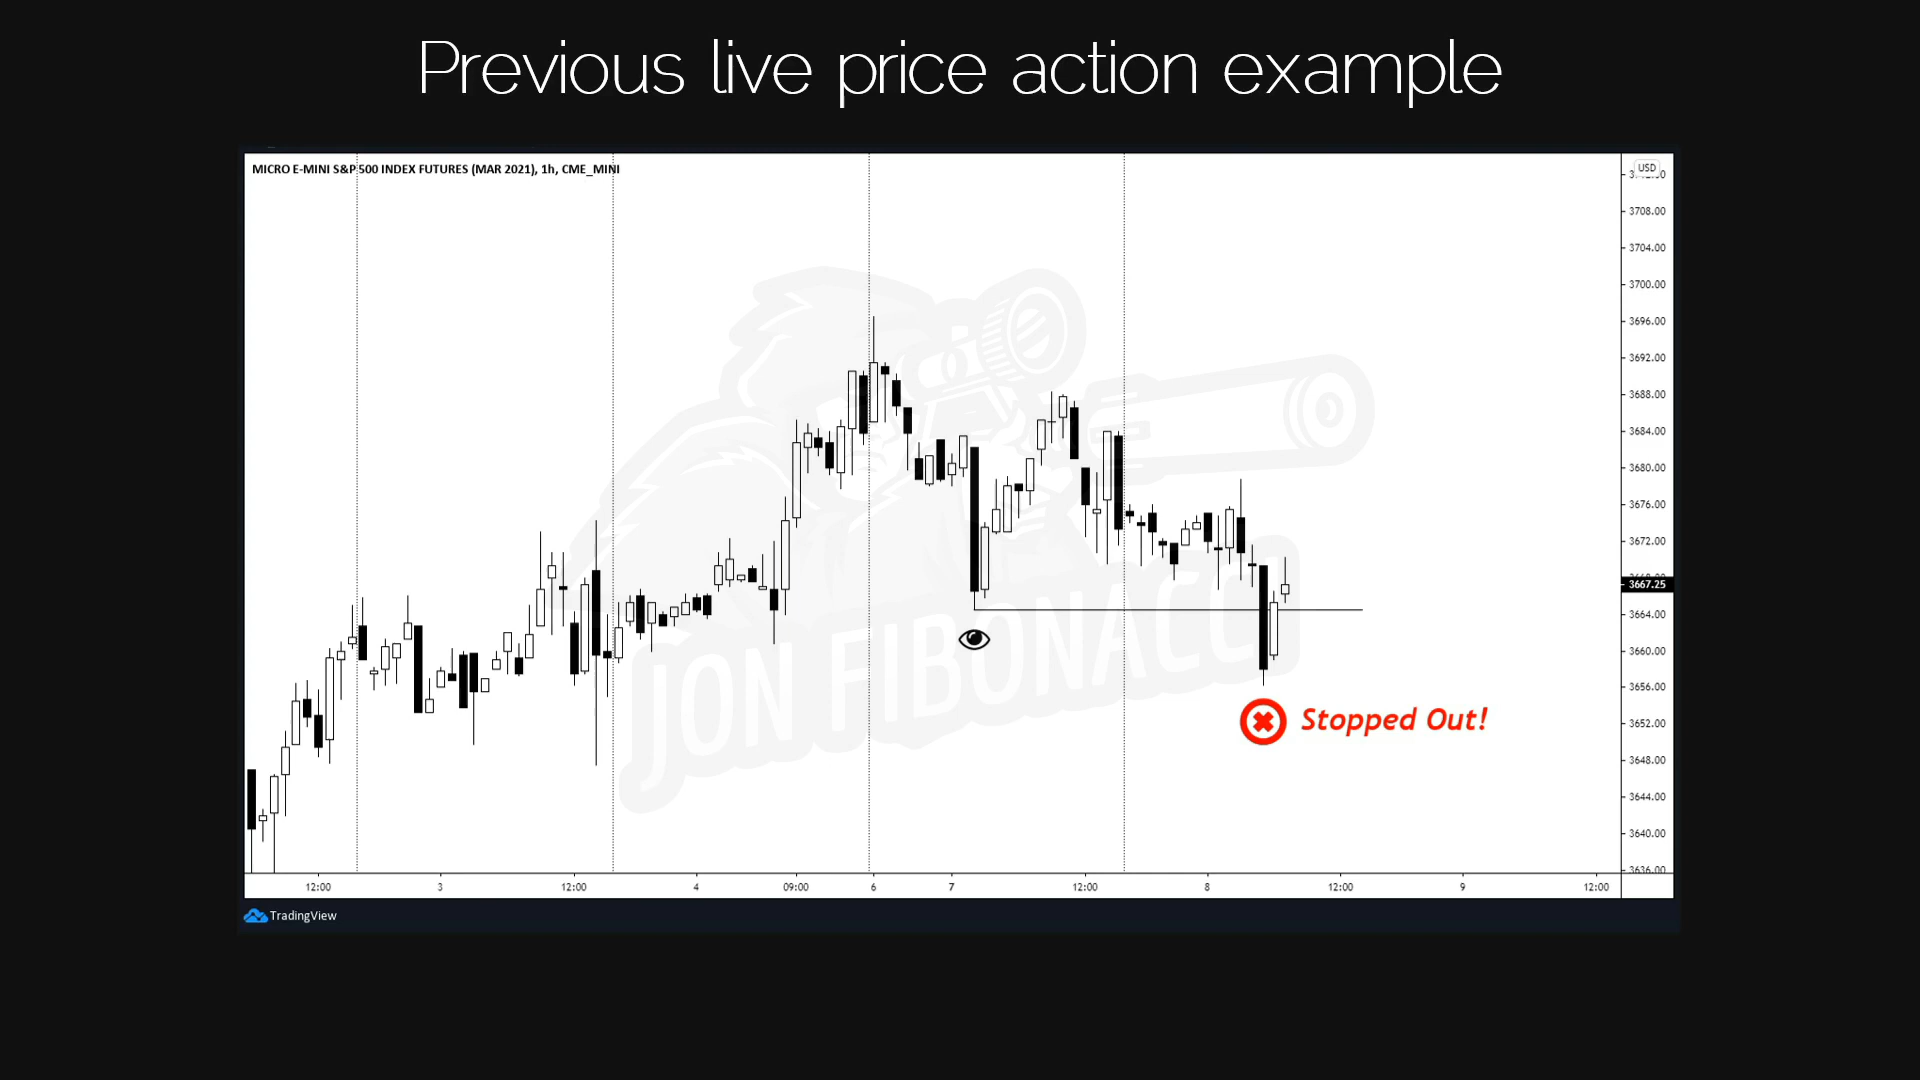 Previous live price action example
MICRO E-MINI S&P 500 INDEX FUTURES (MAR 2021), 1h, CME_MINI
USD
3708.00
3704.00
3700.00
3696.00
3692.00
3688.00
3684.00
3680.00
3676.00
3672.00
3667.25
3664.00
3660.00
3656.00
3652.00
3648.00
3644.00
3640.00
3636.00
JON FIBONACCI
Stopped Out!
12:00 3 12:00 4 09:00 6 7 12:00 8 12:00 9 12:00
TradingView